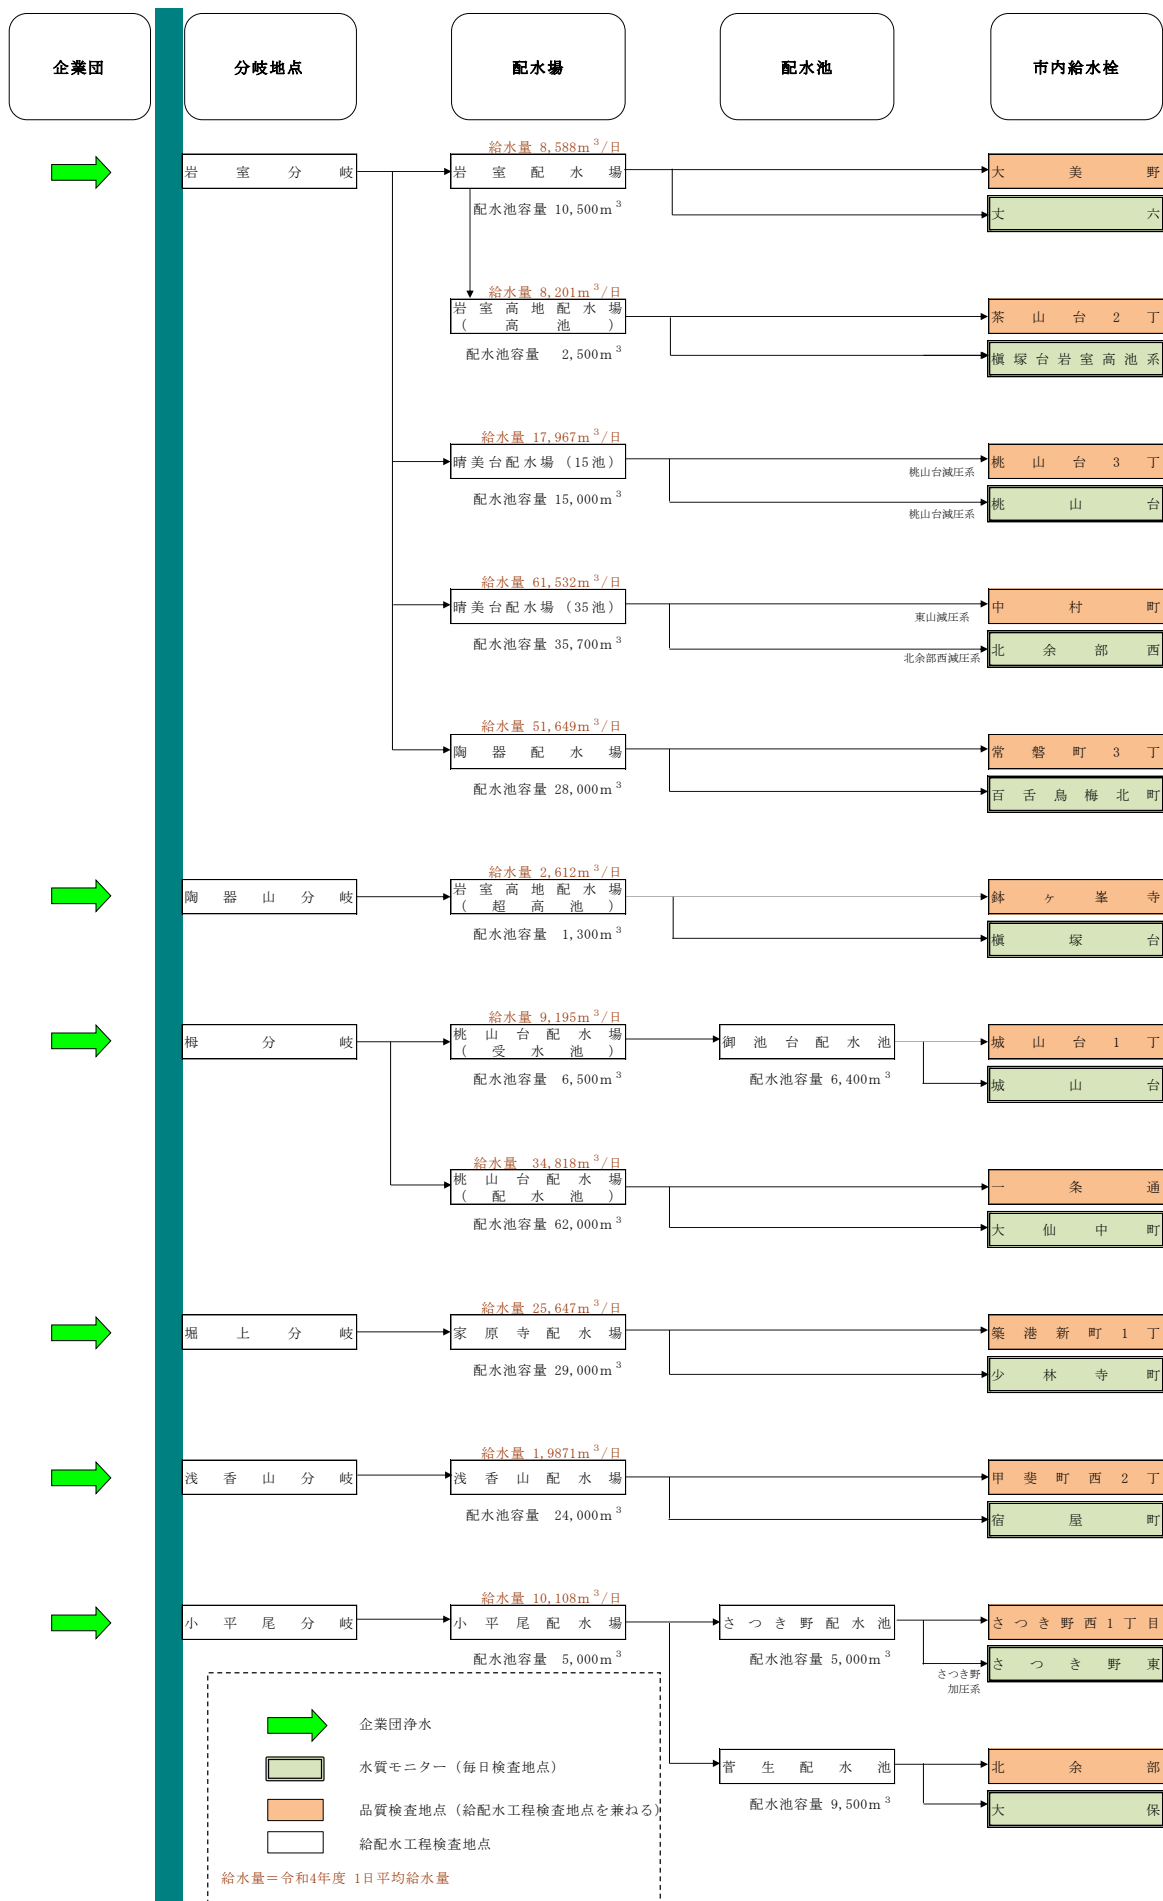 企業団 分岐地点 配水場 配水池 市内給水栓
給水量 8,588m³/日
岩室分岐 岩室配水場 大美野
配水池容量 10,500m³ 丈六
給水量 8,201m³/日
岩室高地配水場 茶山台2丁
(高池)
配水池容量 2,500m³ 槇塚台岩室高池系
給水量 17,967m³/日
晴美台配水場(15池) 桃山台3丁
桃山台減圧系
配水池容量 15,000m³ 桃山台
桃山台減圧系
給水量 61,532m³/日
晴美台配水場(35池) 中村町
東山減圧系
配水池容量 35,700m³ 北余部西
北余部西減圧系
給水量 51,649m³/日
陶器配水場 常磐町3丁
配水池容量 28,000m³ 百舌鳥梅北町
給水量 2,612m³/日
陶器山分岐 岩室高地配水場 鉢ヶ峯寺
(超高池)
配水池容量 1,300m³ 槇塚台
給水量 9,195m³/日
栂分岐 桃山台配水場 御池台配水池 城山台1丁
(受水池)
配水池容量 6,500m³ 配水池容量 6,400m³ 城山台
給水量 34,818m³/日
桃山台配水場 一条通
(配水池)
配水池容量 62,000m³ 大仙中町
給水量 25,647m³/日
堀上分岐 家原寺配水場 築港新町1丁
配水池容量 29,000m³ 少林寺町
給水量 1,9871m³/日
浅香山分岐 浅香山配水場 甲斐町西2丁
配水池容量 24,000m³ 宿屋町
給水量 10,108m³/日
小平尾分岐 小平尾配水場 さつき野配水池 さつき野西1丁目
配水池容量 5,000m³ 配水池容量 5,000m³ さつき野東
さつき野
加圧系
企業団浄水
水質モニター(毎日検査地点) 菅生配水池 北余部
品質検査地点(給配水工程検査地点を兼ねる) 配水池容量 9,500m³ 大保
給配水工程検査地点
給水量=令和4年度 1日平均給水量